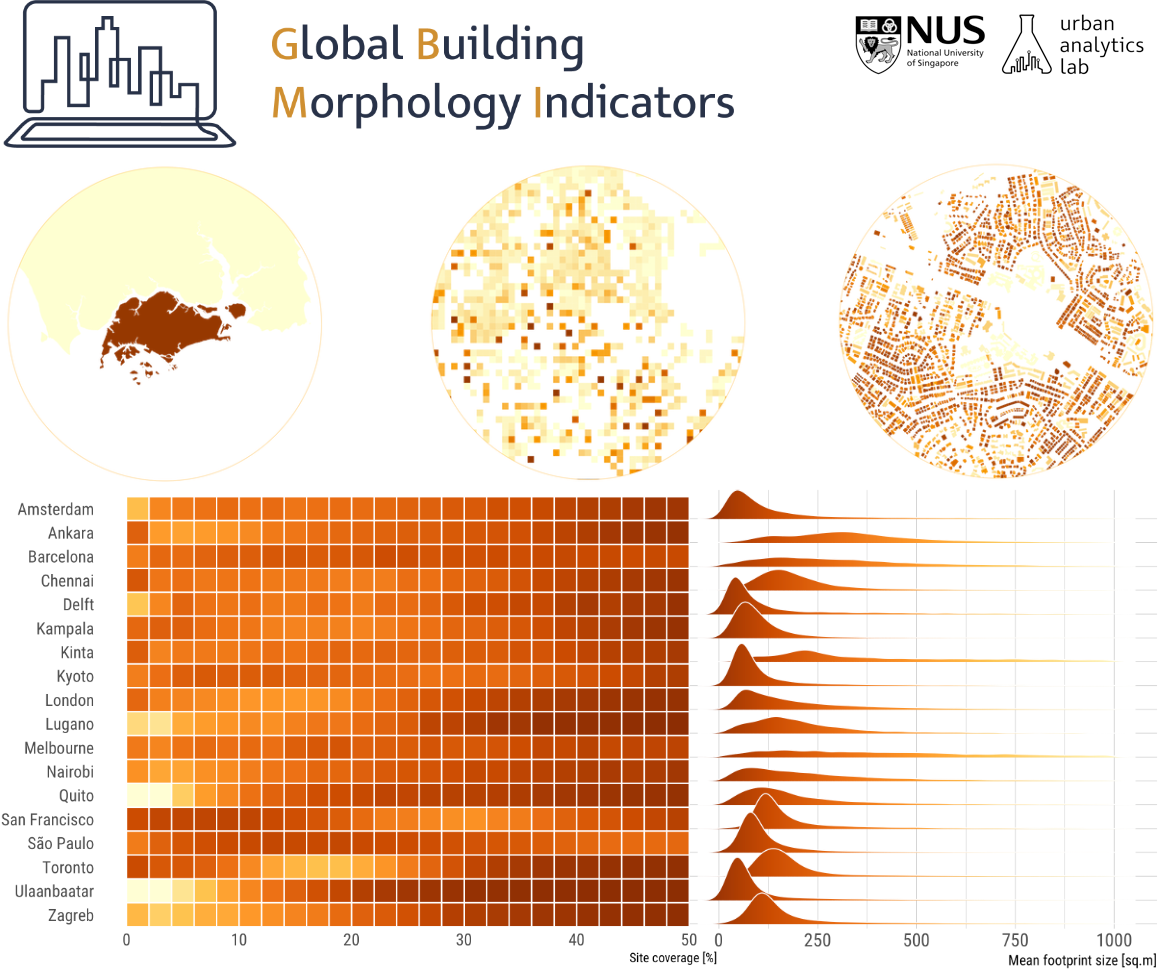 Global Building
Morphology Indicators
NUS
National University
of Singapore
urban
analytics
lab
Amsterdam
Ankara
Barcelona
Chennai
Delft
Kampala
Kinta
Kyoto
London
Lugano
Melbourne
Nairobi
Quito
San Francisco
São Paulo
Toronto
Ulaanbaatar
Zagreb
0 10 20 30 40 50
Site coverage [%]
0 250 500 750 1000
Mean footprint size [sq.m]